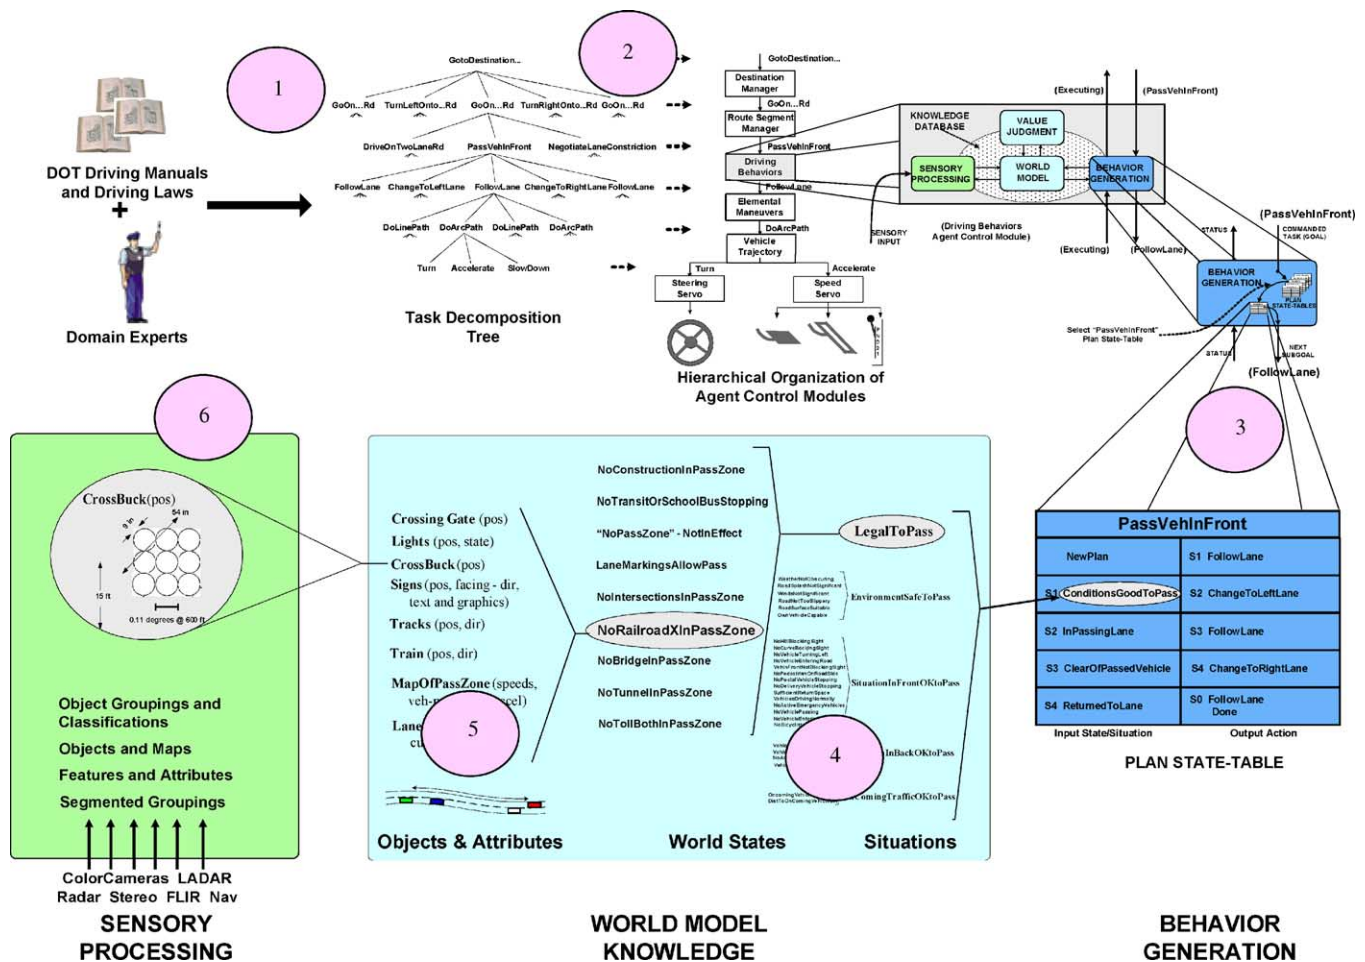 1
2
DOT Driving Manuals
and Driving Laws
+
Domain Experts
GotoDestination...
GoOn...Rd TurnLeftOnto...Rd GoOn...Rd TurnRightOnto...Rd GoOn...Rd
DriveOnTwoLaneRd PassVehInFront NegotiateLaneConstriction
FollowLane ChangeToLeftLane FollowLane ChangeToRightLane FollowLane
DoLinePath DoArcPath DoLinePath DoArcPath
Turn Accelerate SlowDown
Task Decomposition
Tree
GotoDestination...
Destination
Manager
GoOn...Rd
Route Segment
Manager
PassVehInFront
Driving
Behaviors
FollowLane
Elemental
Maneuvers
DoArcPath
Vehicle
Trajectory
Turn Accelerate
Steering
Servo
Speed
Servo
Hierarchical Organization of
Agent Control Modules
(Executing)
(PassVehInFront)
KNOWLEDGE
DATABASE
VALUE
JUDGMENT
SENSORY
PROCESSING
WORLD
MODEL
BEHAVIOR
GENERATION
SENSORY
INPUT
(Driving Behaviors
Agent Control Module)
(Executing)
(FollowLane)
(PassVehInFront)
STATUS
COMMANDED
TASK (GOAL)
BEHAVIOR
GENERATION
PLAN
STATE-TABLES
Select "PassVehInFront"
Plan State-Table
STATUS
NEXT
SUBGOAL
(FollowLane)
3
PassVehInFront
NewPlan S1 FollowLane
S1 ConditionsGoodToPass S2 ChangeToLeftLane
S2 InPassingLane S3 FollowLane
S3 ClearOfPassedVehicle S4 ChangeToRightLane
S4 ReturnedToLane S0 FollowLane
Done
Input State/Situation Output Action
PLAN STATE-TABLE
6
CrossBuck(pos)
9 in
54 in
15 ft
0.11 degrees @ 600 ft
Object Groupings and
Classifications
Objects and Maps
Features and Attributes
Segmented Groupings
ColorCameras LADAR
Radar Stereo FLIR Nav
SENSORY
PROCESSING
Crossing Gate (pos)
Lights (pos, state)
CrossBuck (pos)
Signs (pos, facing - dir,
text and graphics)
Tracks (pos, dir)
Train (pos, dir)
MapOfPassZone (speeds,
5
Objects & Attributes
NoConstructionInPassZone
NoTransitOrSchoolBusStopping
"NoPassZone" - NotInEffect
LaneMarkingsAllowPass
NoIntersectionsInPassZone
NoRailroadXInPassZone
NoBridgeInPassZone
NoTunnelInPassZone
NoTollBothInPassZone
World States
LegalToPass
EnvironmentSafeToPass
SituationInFrontOKtoPass
4
InBackOKtoPass
comingTrafficOKtoPass
Situations
WORLD MODEL
KNOWLEDGE
BEHAVIOR
GENERATION